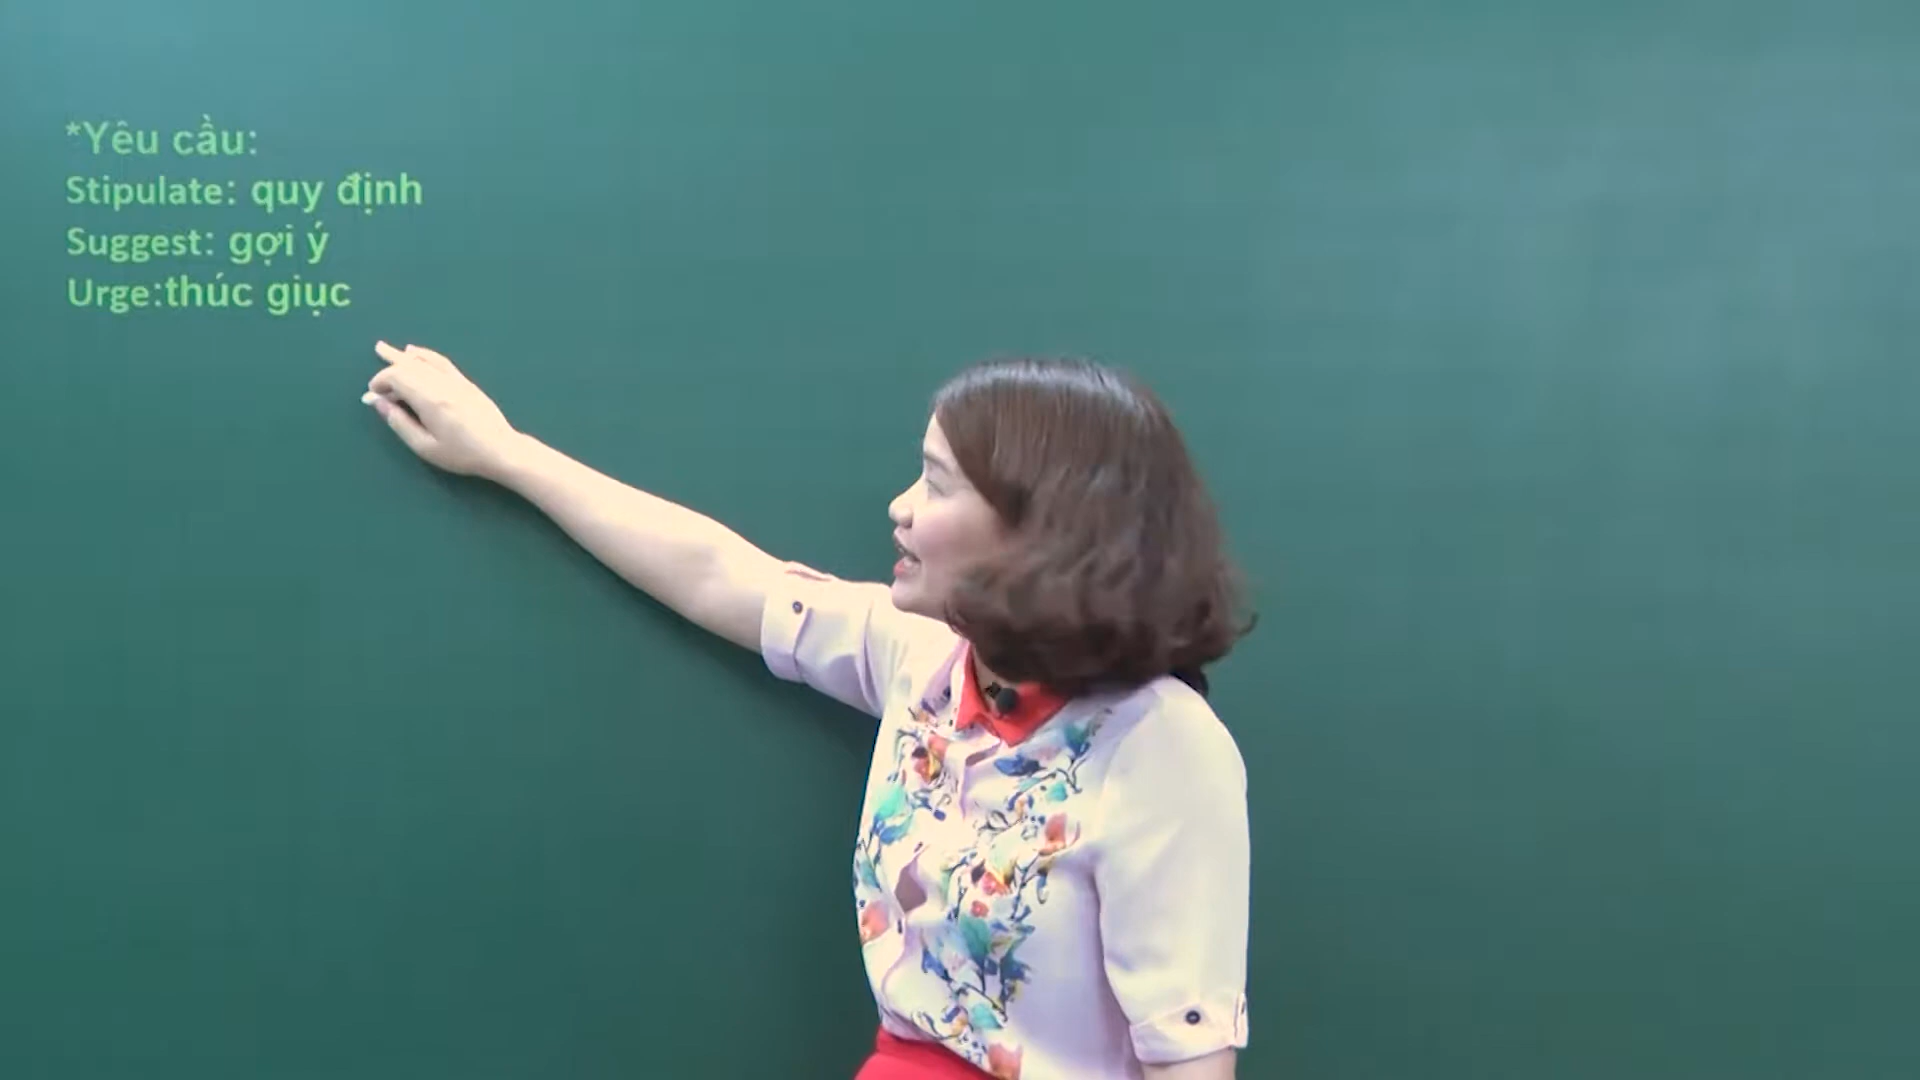 *Yêu cầu:
Stipulate: quy định
Suggest: gợi ý
Urge:thúc giục